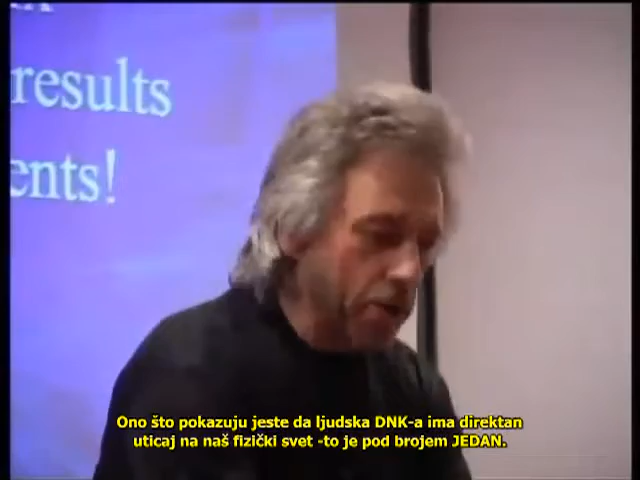 results
ents!
Ono što pokazuju jeste da ljudska DNK-a ima direktan
uticaj na naš fizički svet -to je pod brojem JEDAN.